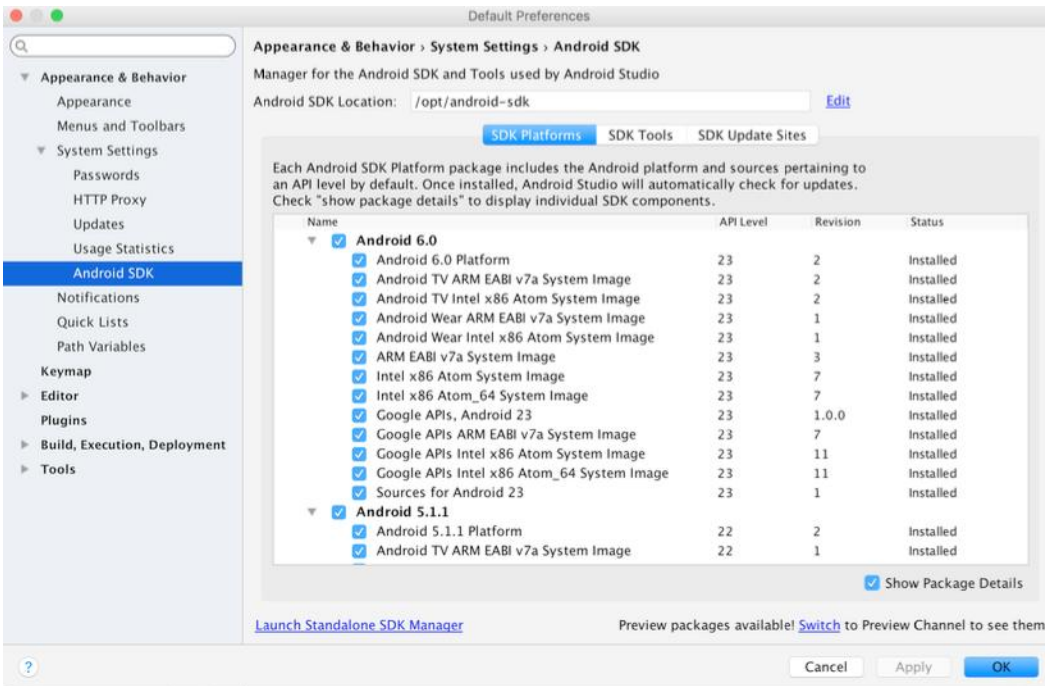 Default Preferences
Appearance & Behavior
Appearance
Menus and Toolbars
System Settings
Passwords
HTTP Proxy
Updates
Usage Statistics
Android SDK
Notifications
Quick Lists
Path Variables
Keymap
Editor
Plugins
Build, Execution, Deployment
Tools
Appearance & Behavior › System Settings › Android SDK
Manager for the Android SDK and Tools used by Android Studio
Android SDK Location: /opt/android-sdk Edit
SDK Platforms SDK Tools SDK Update Sites
Each Android SDK Platform package includes the Android platform and sources pertaining to
an API level by default. Once installed, Android Studio will automatically check for updates.
Check "show package details" to display individual SDK components.
Name API Level Revision Status
Android 6.0
Android 6.0 Platform 23 2 Installed
Android TV ARM EABI v7a System Image 23 2 Installed
Android TV Intel x86 Atom System Image 23 2 Installed
Android Wear ARM EABI v7a System Image 23 1 Installed
Android Wear Intel x86 Atom System Image 23 1 Installed
ARM EABI v7a System Image 23 3 Installed
Intel x86 Atom System Image 23 7 Installed
Intel x86 Atom_64 System Image 23 7 Installed
Google APIs, Android 23 23 1.0.0 Installed
Google APIs ARM EABI v7a System Image 23 7 Installed
Google APIs Intel x86 Atom System Image 23 11 Installed
Google APIs Intel x86 Atom_64 System Image 23 11 Installed
Sources for Android 23 23 1 Installed
Android 5.1.1
Android 5.1.1 Platform 22 2 Installed
Android TV ARM EABI v7a System Image 22 1 Installed
Show Package Details
Launch Standalone SDK Manager Preview packages available! Switch to Preview Channel to see them
? Cancel Apply OK